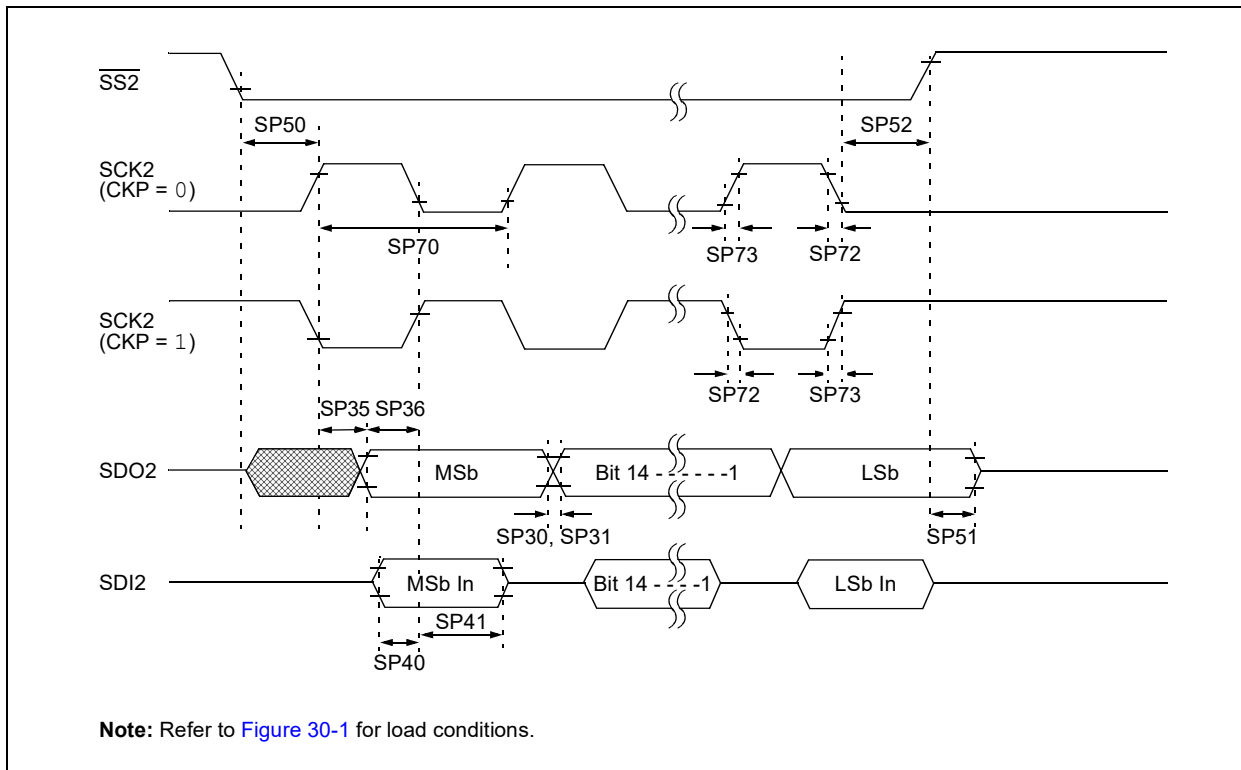 SS2
SP50
SP52
SCK2
(CKP = 0)
SP70
SP73
SP72
SCK2
(CKP = 1)
SP72
SP73
SP35 SP36
SDO2
MSb
Bit 14 - - - - - -1
LSb
SP30, SP31
SP51
SDI2
MSb In
Bit 14 - - - -1
LSb In
SP41
SP40
Note: Refer to Figure 30-1 for load conditions.